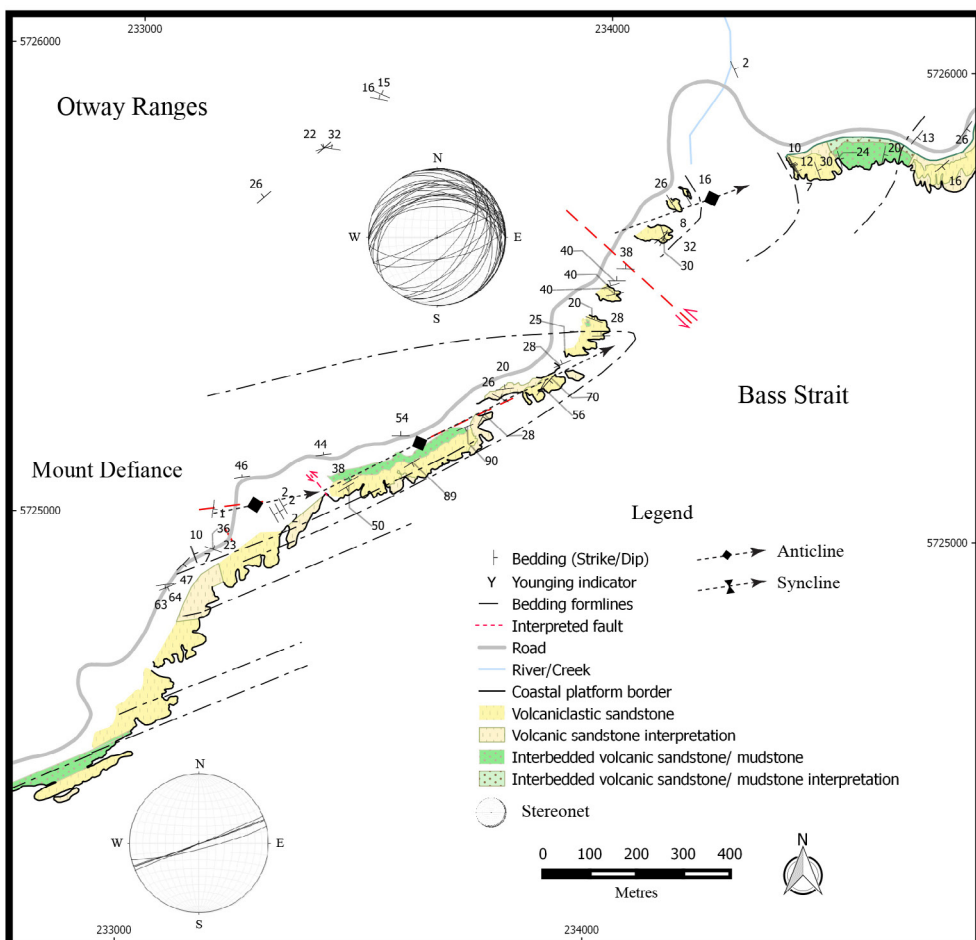 233000
234000
5726000
5726000
2
Otway Ranges
16 15
22 32
26
N
W E
S
13
26
10
12 30 24 20
7
16
26
16
8
32
30
38
40
40
40
20
28
25
28
20
26
70
56
28
54
44
46
38
90
89
50
2
2
2
1
36
23
10
7
47
64
63
Bass Strait
Mount Defiance
5725000
5725000
Legend
Bedding (Strike/Dip)
Y Younging indicator
Bedding formlines
Interpreted fault
Road
River/Creek
Coastal platform border
Volcaniclastic sandstone
Volcanic sandstone interpretation
Interbedded volcanic sandstone/ mudstone
Interbedded volcanic sandstone/ mudstone interpretation
Stereonet
Anticline
Syncline
N
W E
S
0 100 200 300 400
Metres
N
233000
234000